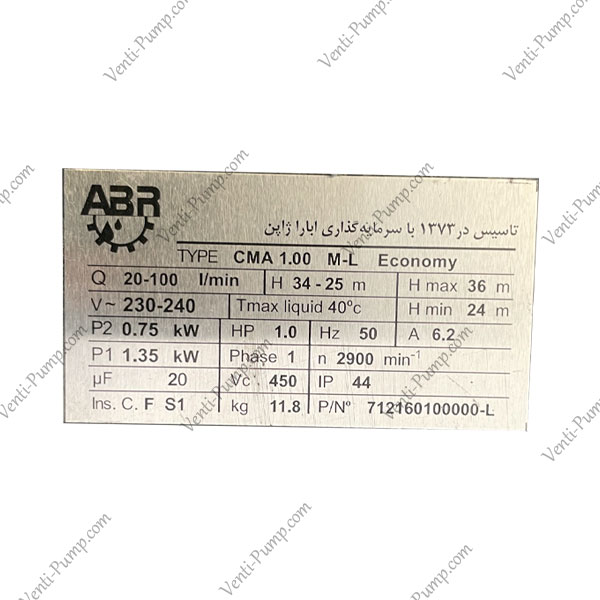 ABR
تاسیس در ۱۳۷۳ با سرمایه‌گذاری ابارا ژاپن
TYPE CMA 1.00 M-L Economy
Q 20-100 l/min H 34 - 25 m H max 36 m
V~ 230-240 Tmax liquid 40°c H min 24 m
P2 0.75 kW HP 1.0 Hz 50 A 6.2
P1 1.35 kW Phase 1 n 2900 min⁻¹
µF 20 Vc 450 IP 44
Ins. C. F S1 kg 11.8 P/Nº 712160100000-L
Venti-Pump.com